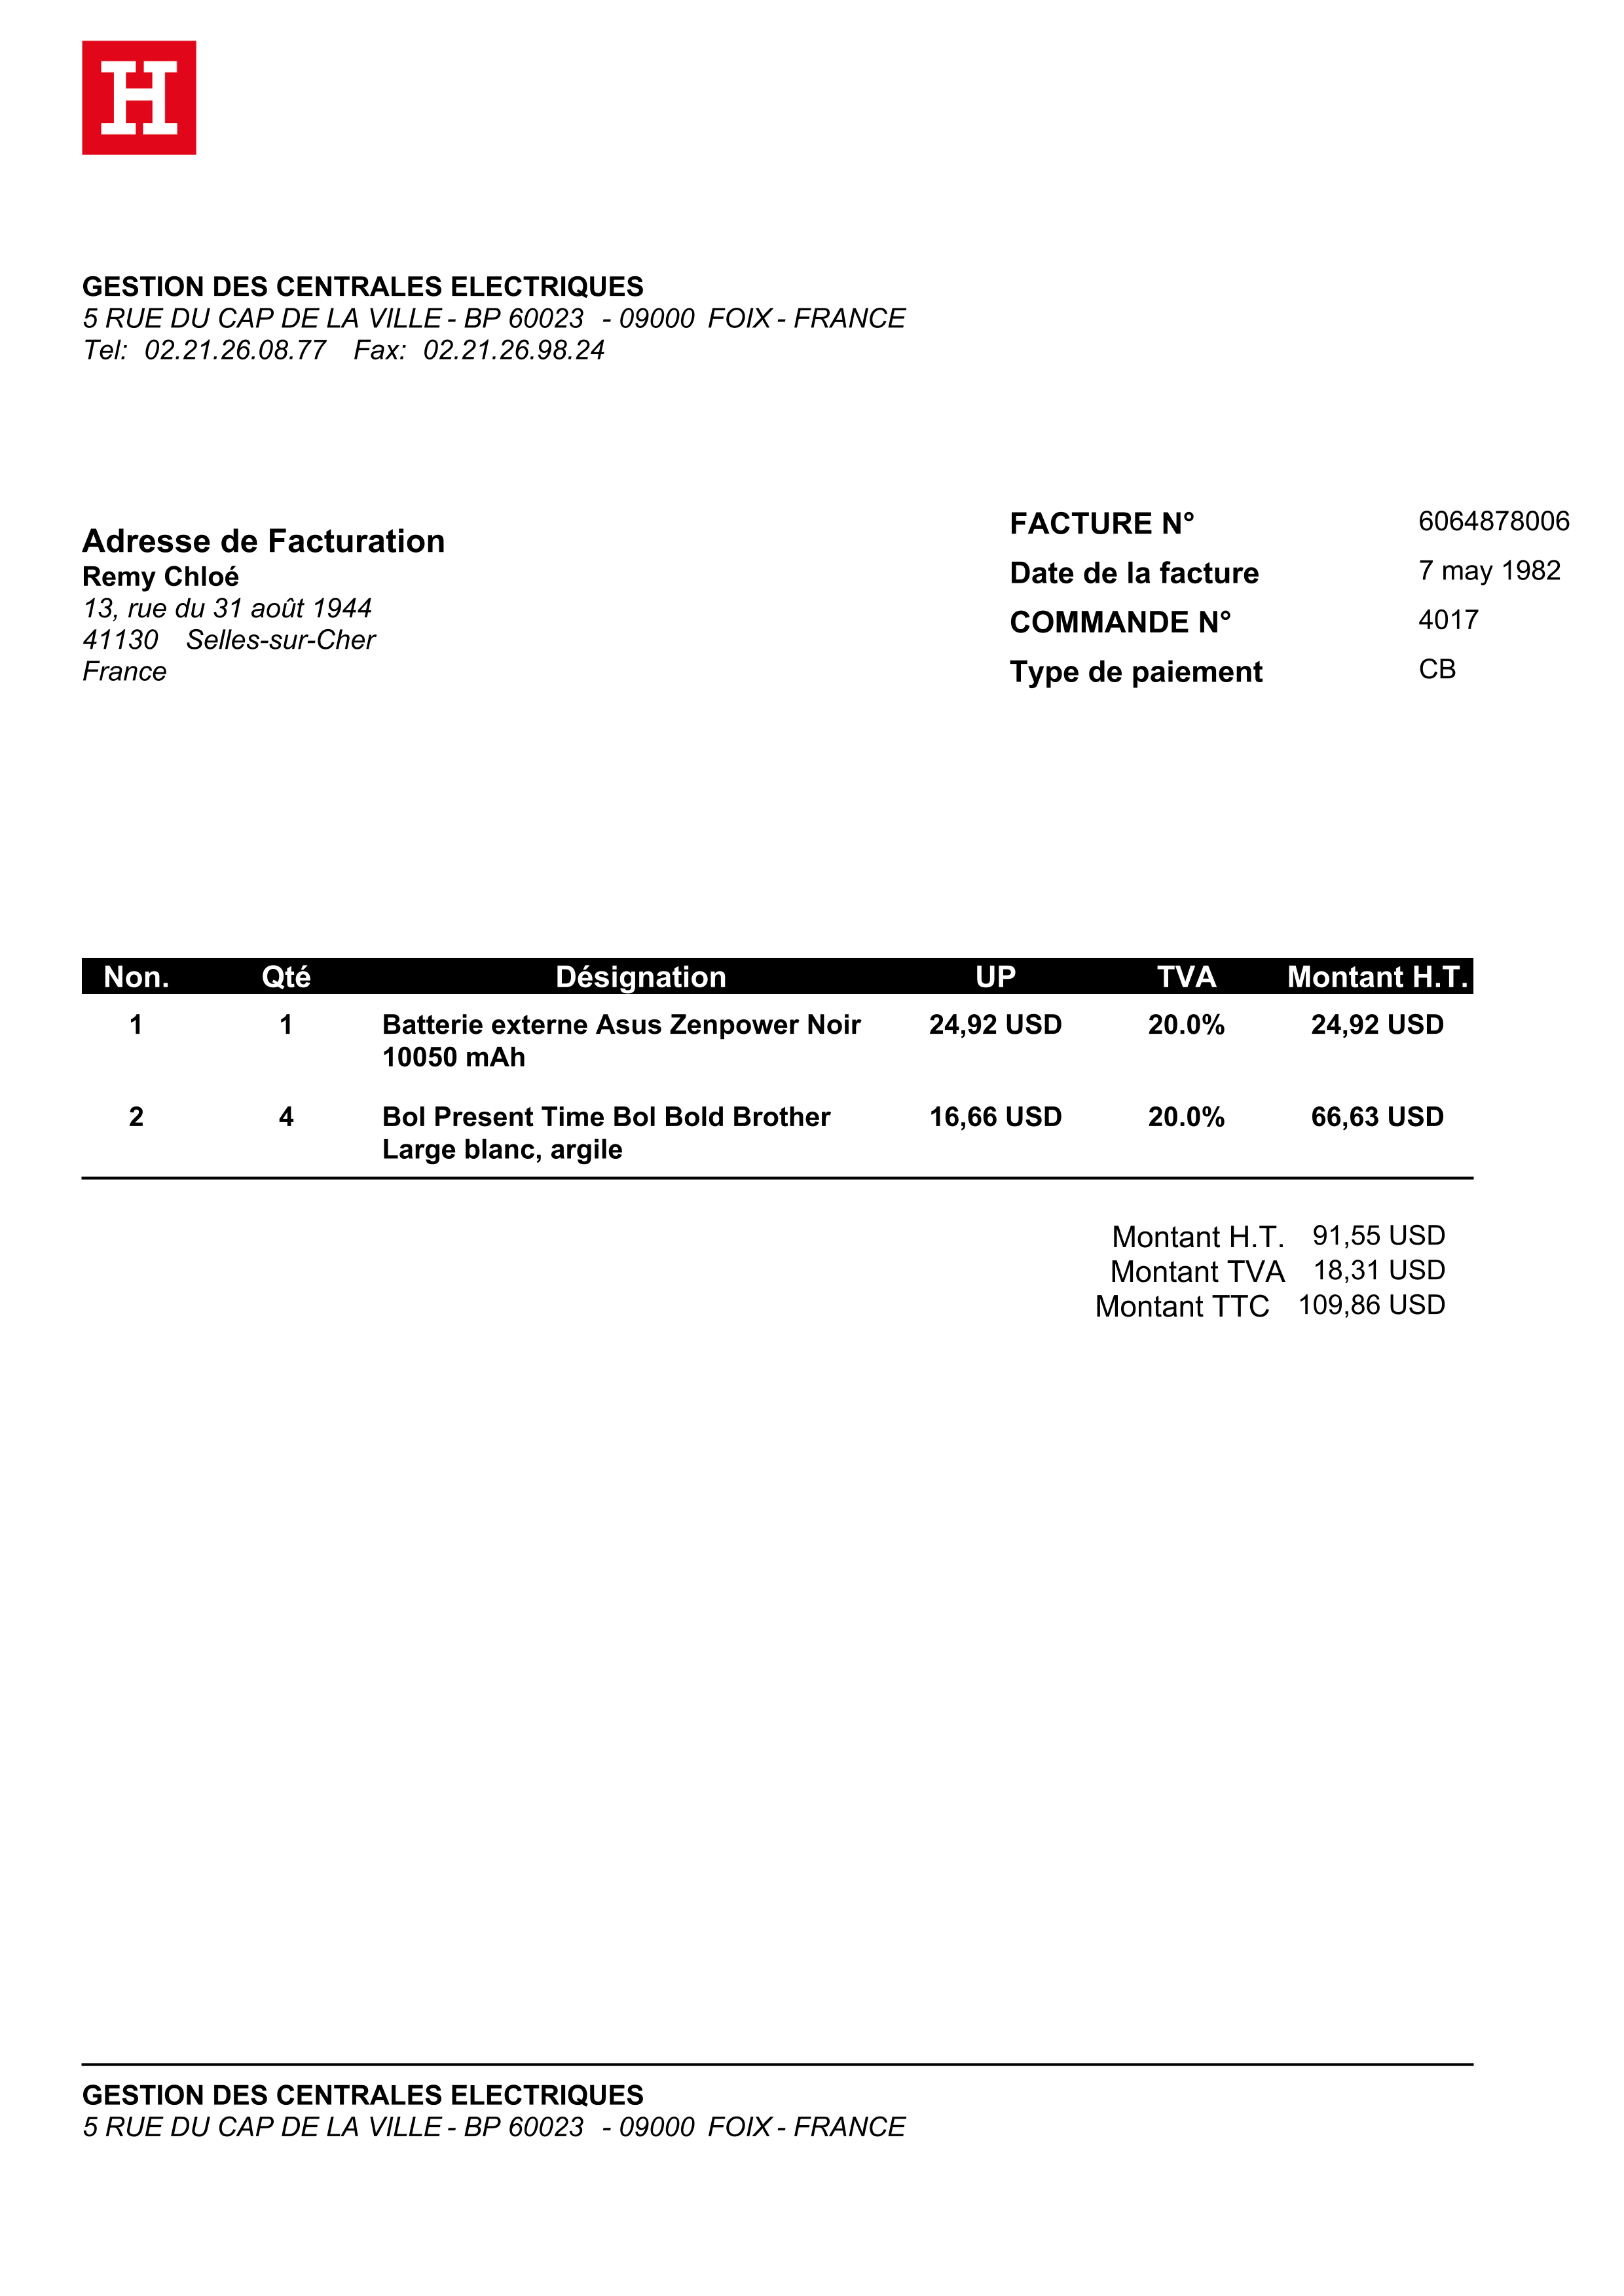 H
GESTION DES CENTRALES ELECTRIQUES
5 RUE DU CAP DE LA VILLE - BP 60023 - 09000 FOIX - FRANCE
Tel: 02.21.26.08.77 Fax: 02.21.26.98.24
Adresse de Facturation
Remy Chloé
13, rue du 31 août 1944
41130 Selles-sur-Cher
France
FACTURE N° 6064878006
Date de la facture 7 may 1982
COMMANDE N° 4017
Type de paiement CB
Non. Qté Désignation UP TVA Montant H.T.
1 1 Batterie externe Asus Zenpower Noir 24,92 USD 20.0% 24,92 USD
10050 mAh
2 4 Bol Present Time Bol Bold Brother 16,66 USD 20.0% 66,63 USD
Large blanc, argile
Montant H.T. 91,55 USD
Montant TVA 18,31 USD
Montant TTC 109,86 USD
GESTION DES CENTRALES ELECTRIQUES
5 RUE DU CAP DE LA VILLE - BP 60023 - 09000 FOIX - FRANCE